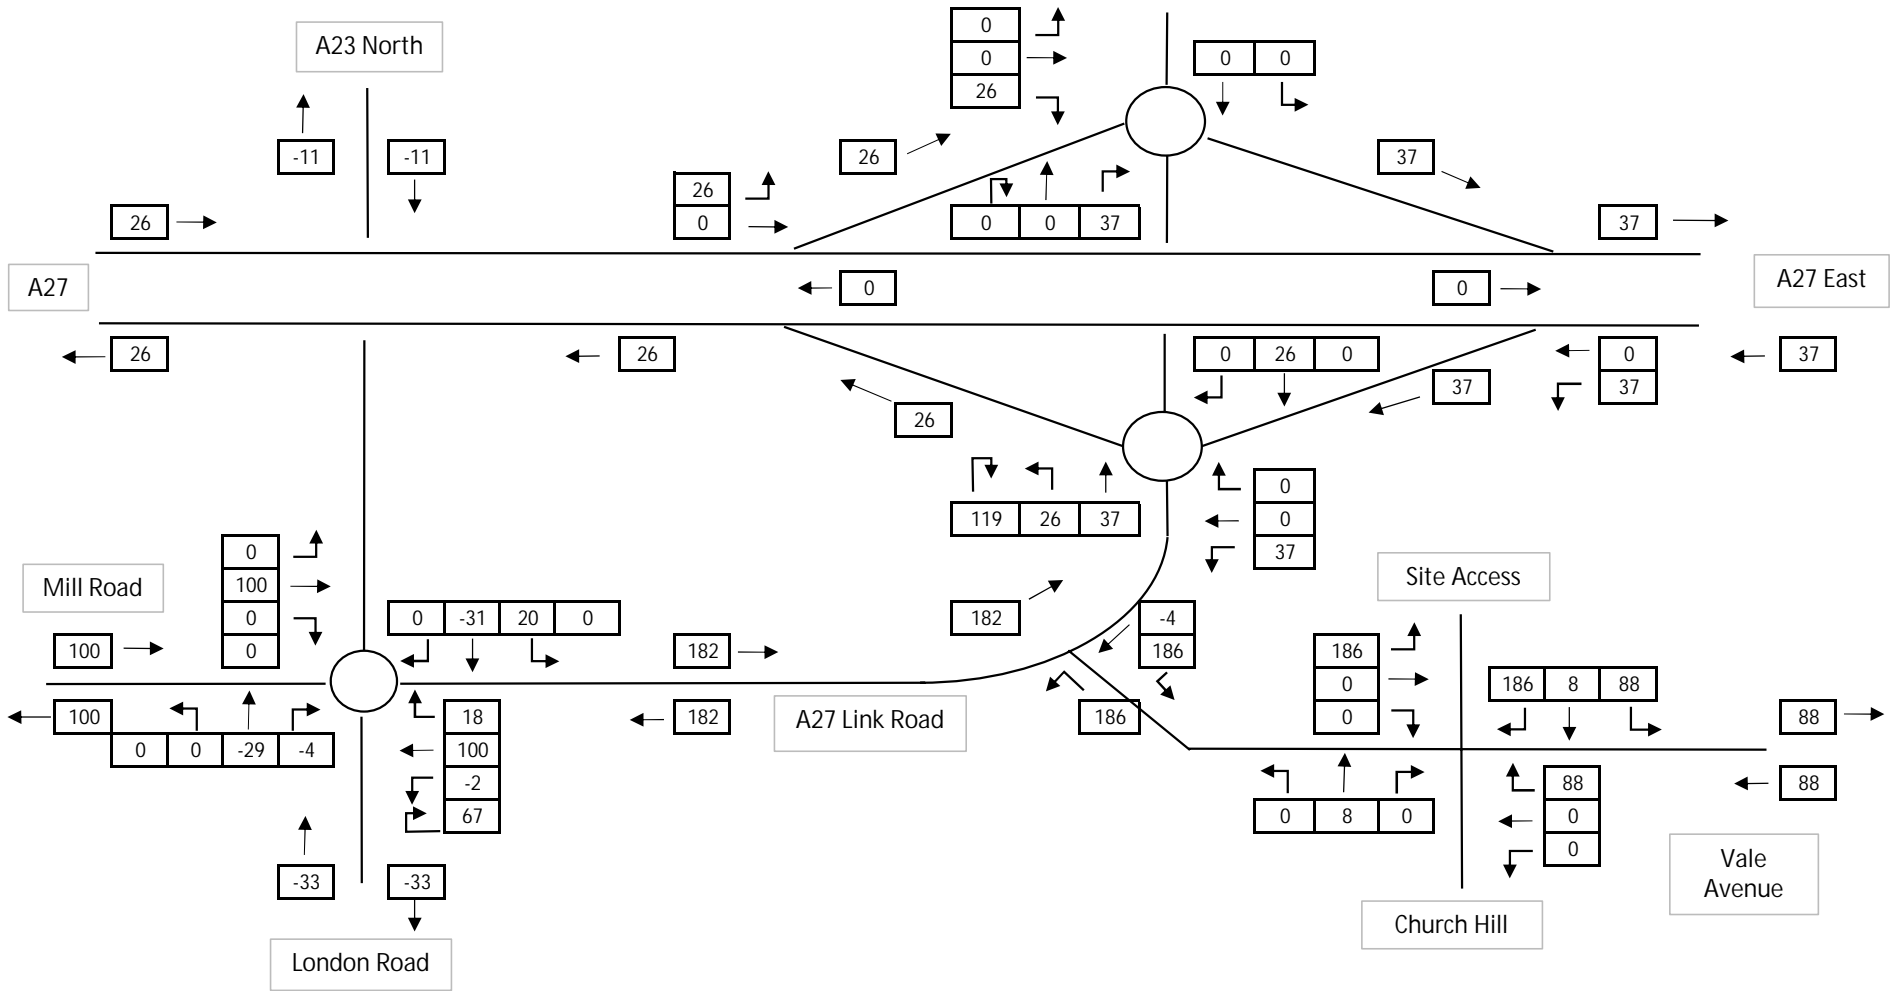 0
A23 North
0
0 0
26
-11 -11
26
37
26
26
0
0 0 37
37
A27
0
0
A27 East
26
26
0 26 0
0
37
37
37
26
0
119 26 37
0
37
0
Mill Road
100
0
0
100
0 -31 20 0
182
182
-4
186
Site Access
186
0
0
186 8 88
100
0 0 -29 -4
18
100
-2
67
182
A27 Link Road
186
88
88
0 8 0
88
0
0
-33 -33
Vale
Avenue
London Road
Church Hill